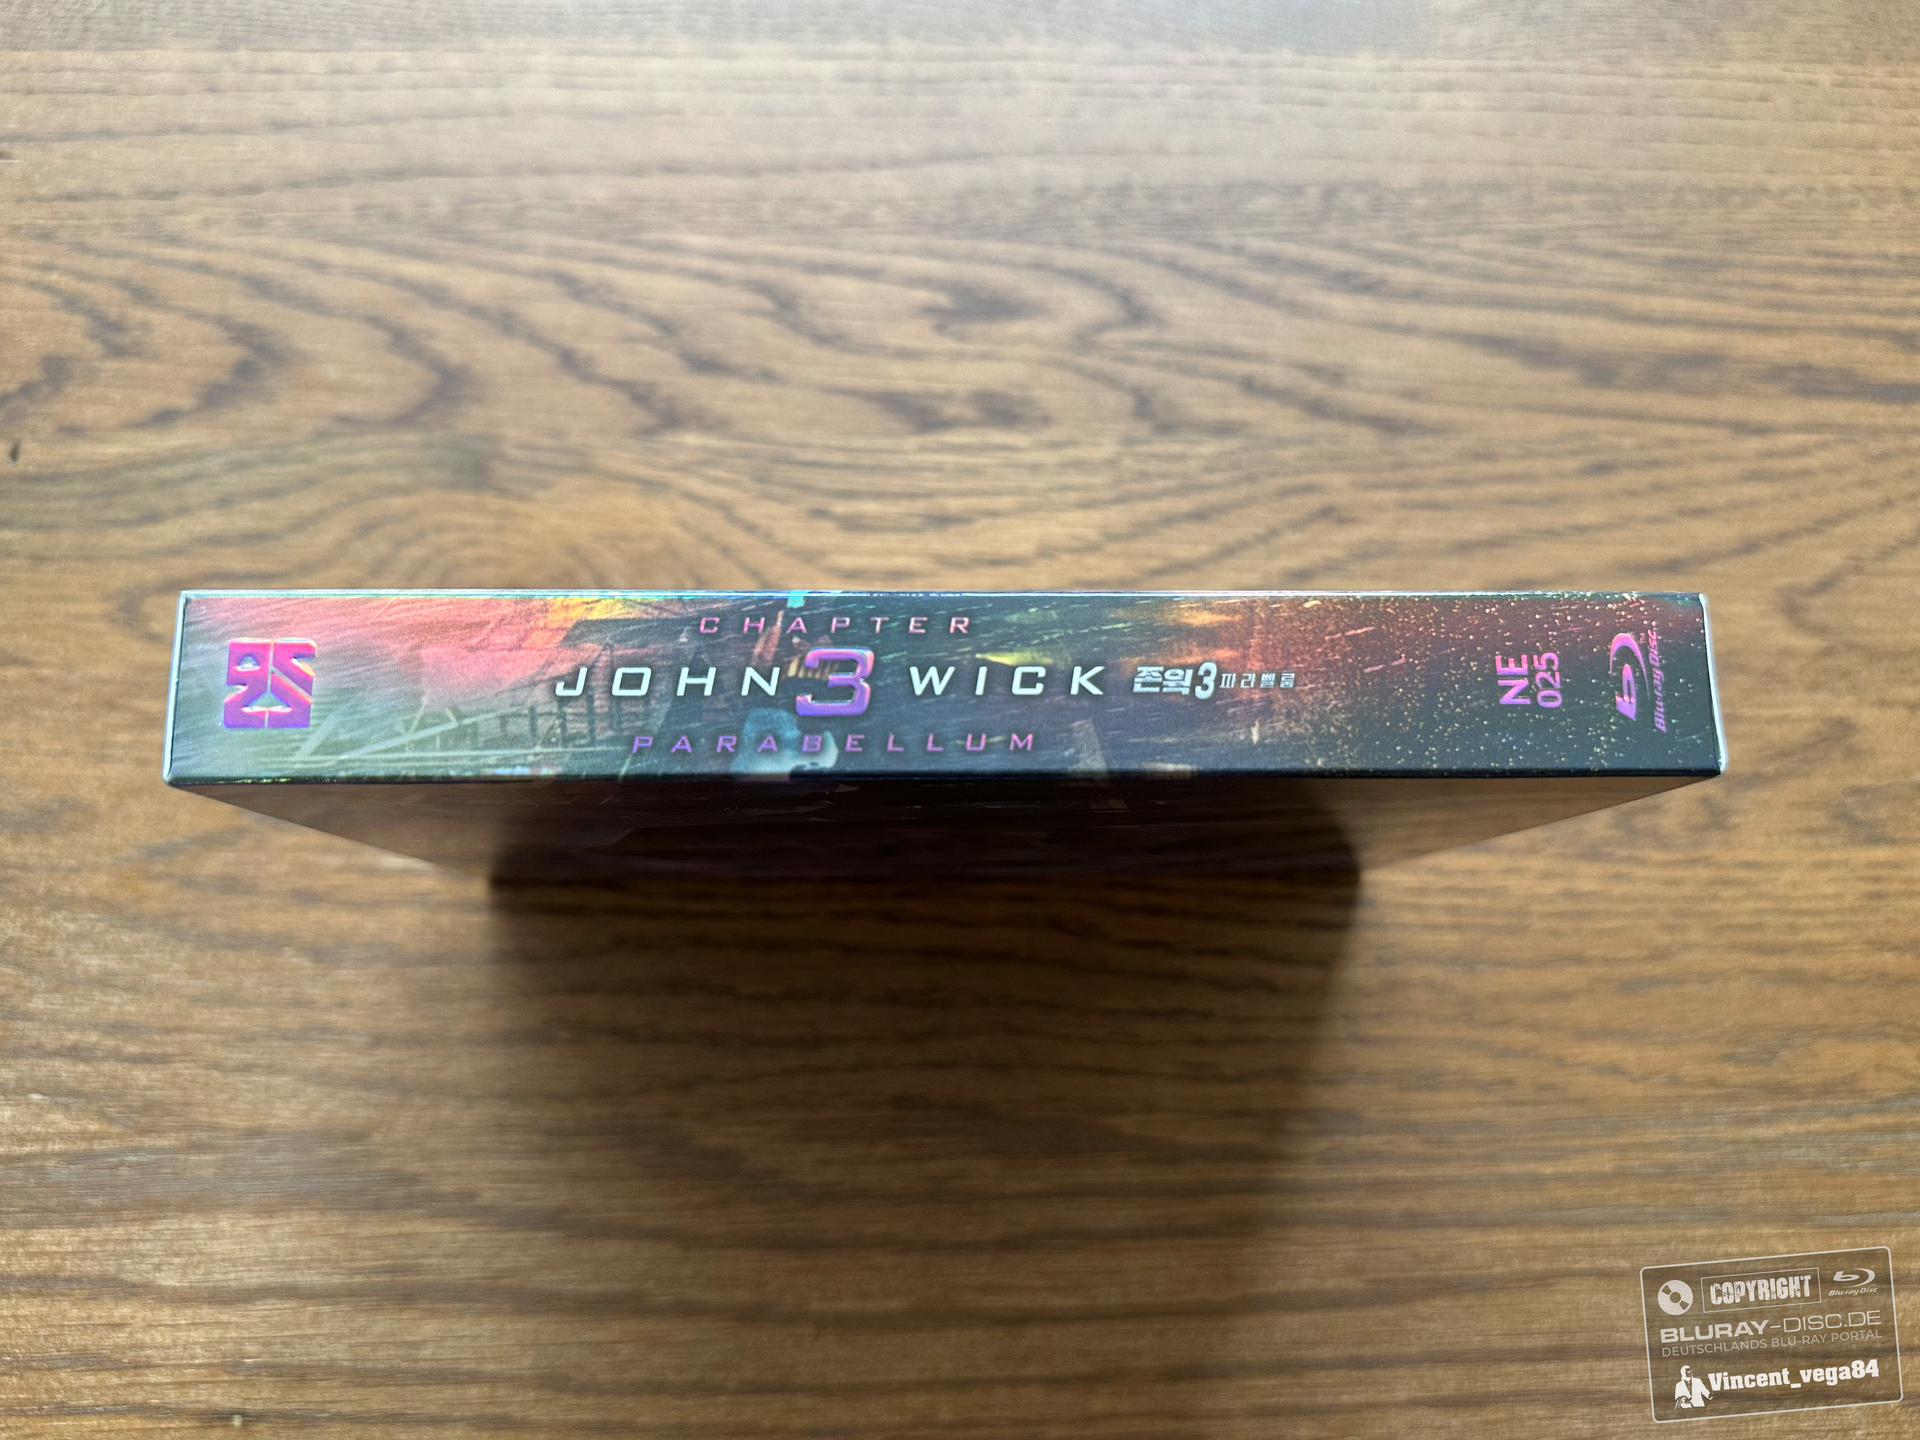 CHAPTER
JOHN 3 WICK 존윅3 파라벨룸
PARABELLUM
NE
025
Blu-ray Disc
COPYRIGHT
Blu-ray Disc
BLURAY-DISC.DE
DEUTSCHLANDS BLU-RAY PORTAL
Vincent_vega84